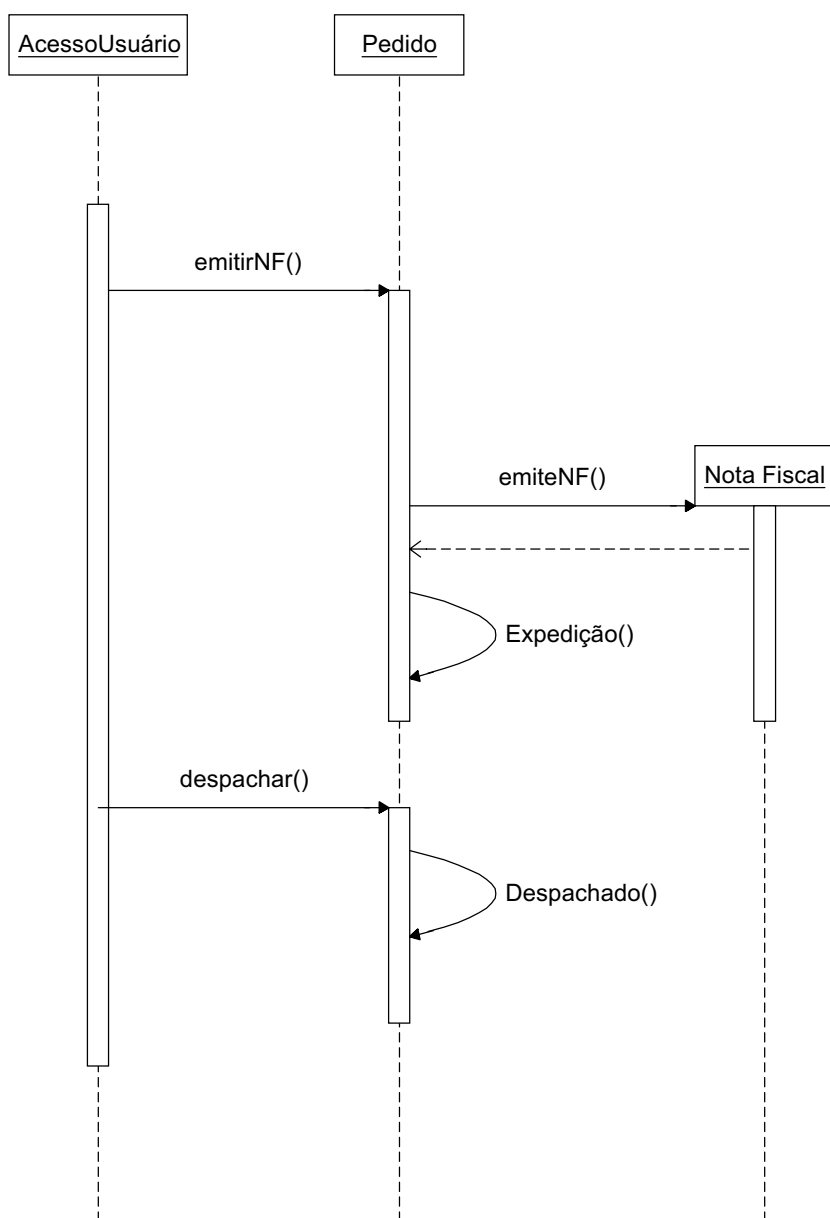 AcessoUsuário
Pedido
emitirNF()
emiteNF()
Nota Fiscal
Expedição()
despachar()
Despachado()